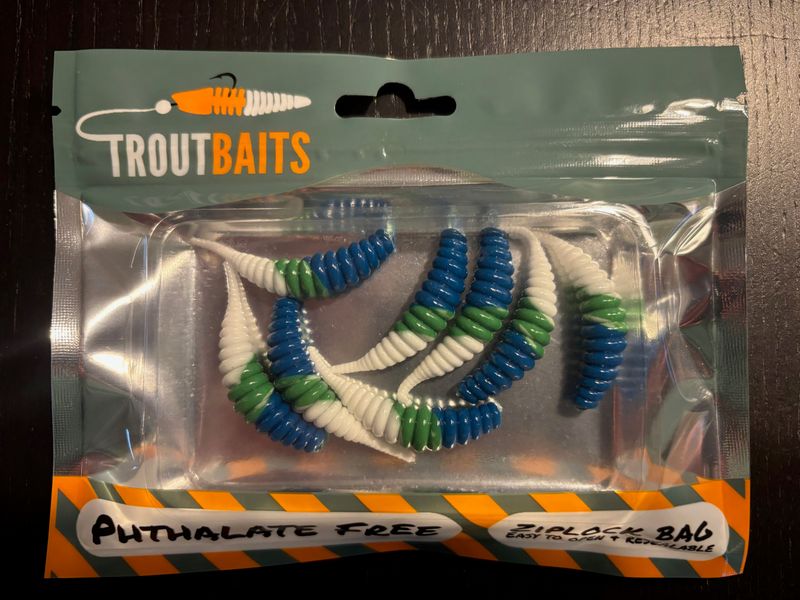 TROUTBAITS
PHTHALATE FREE
ZIPLOCK BAG
EASY TO OPEN + RESEALABLE